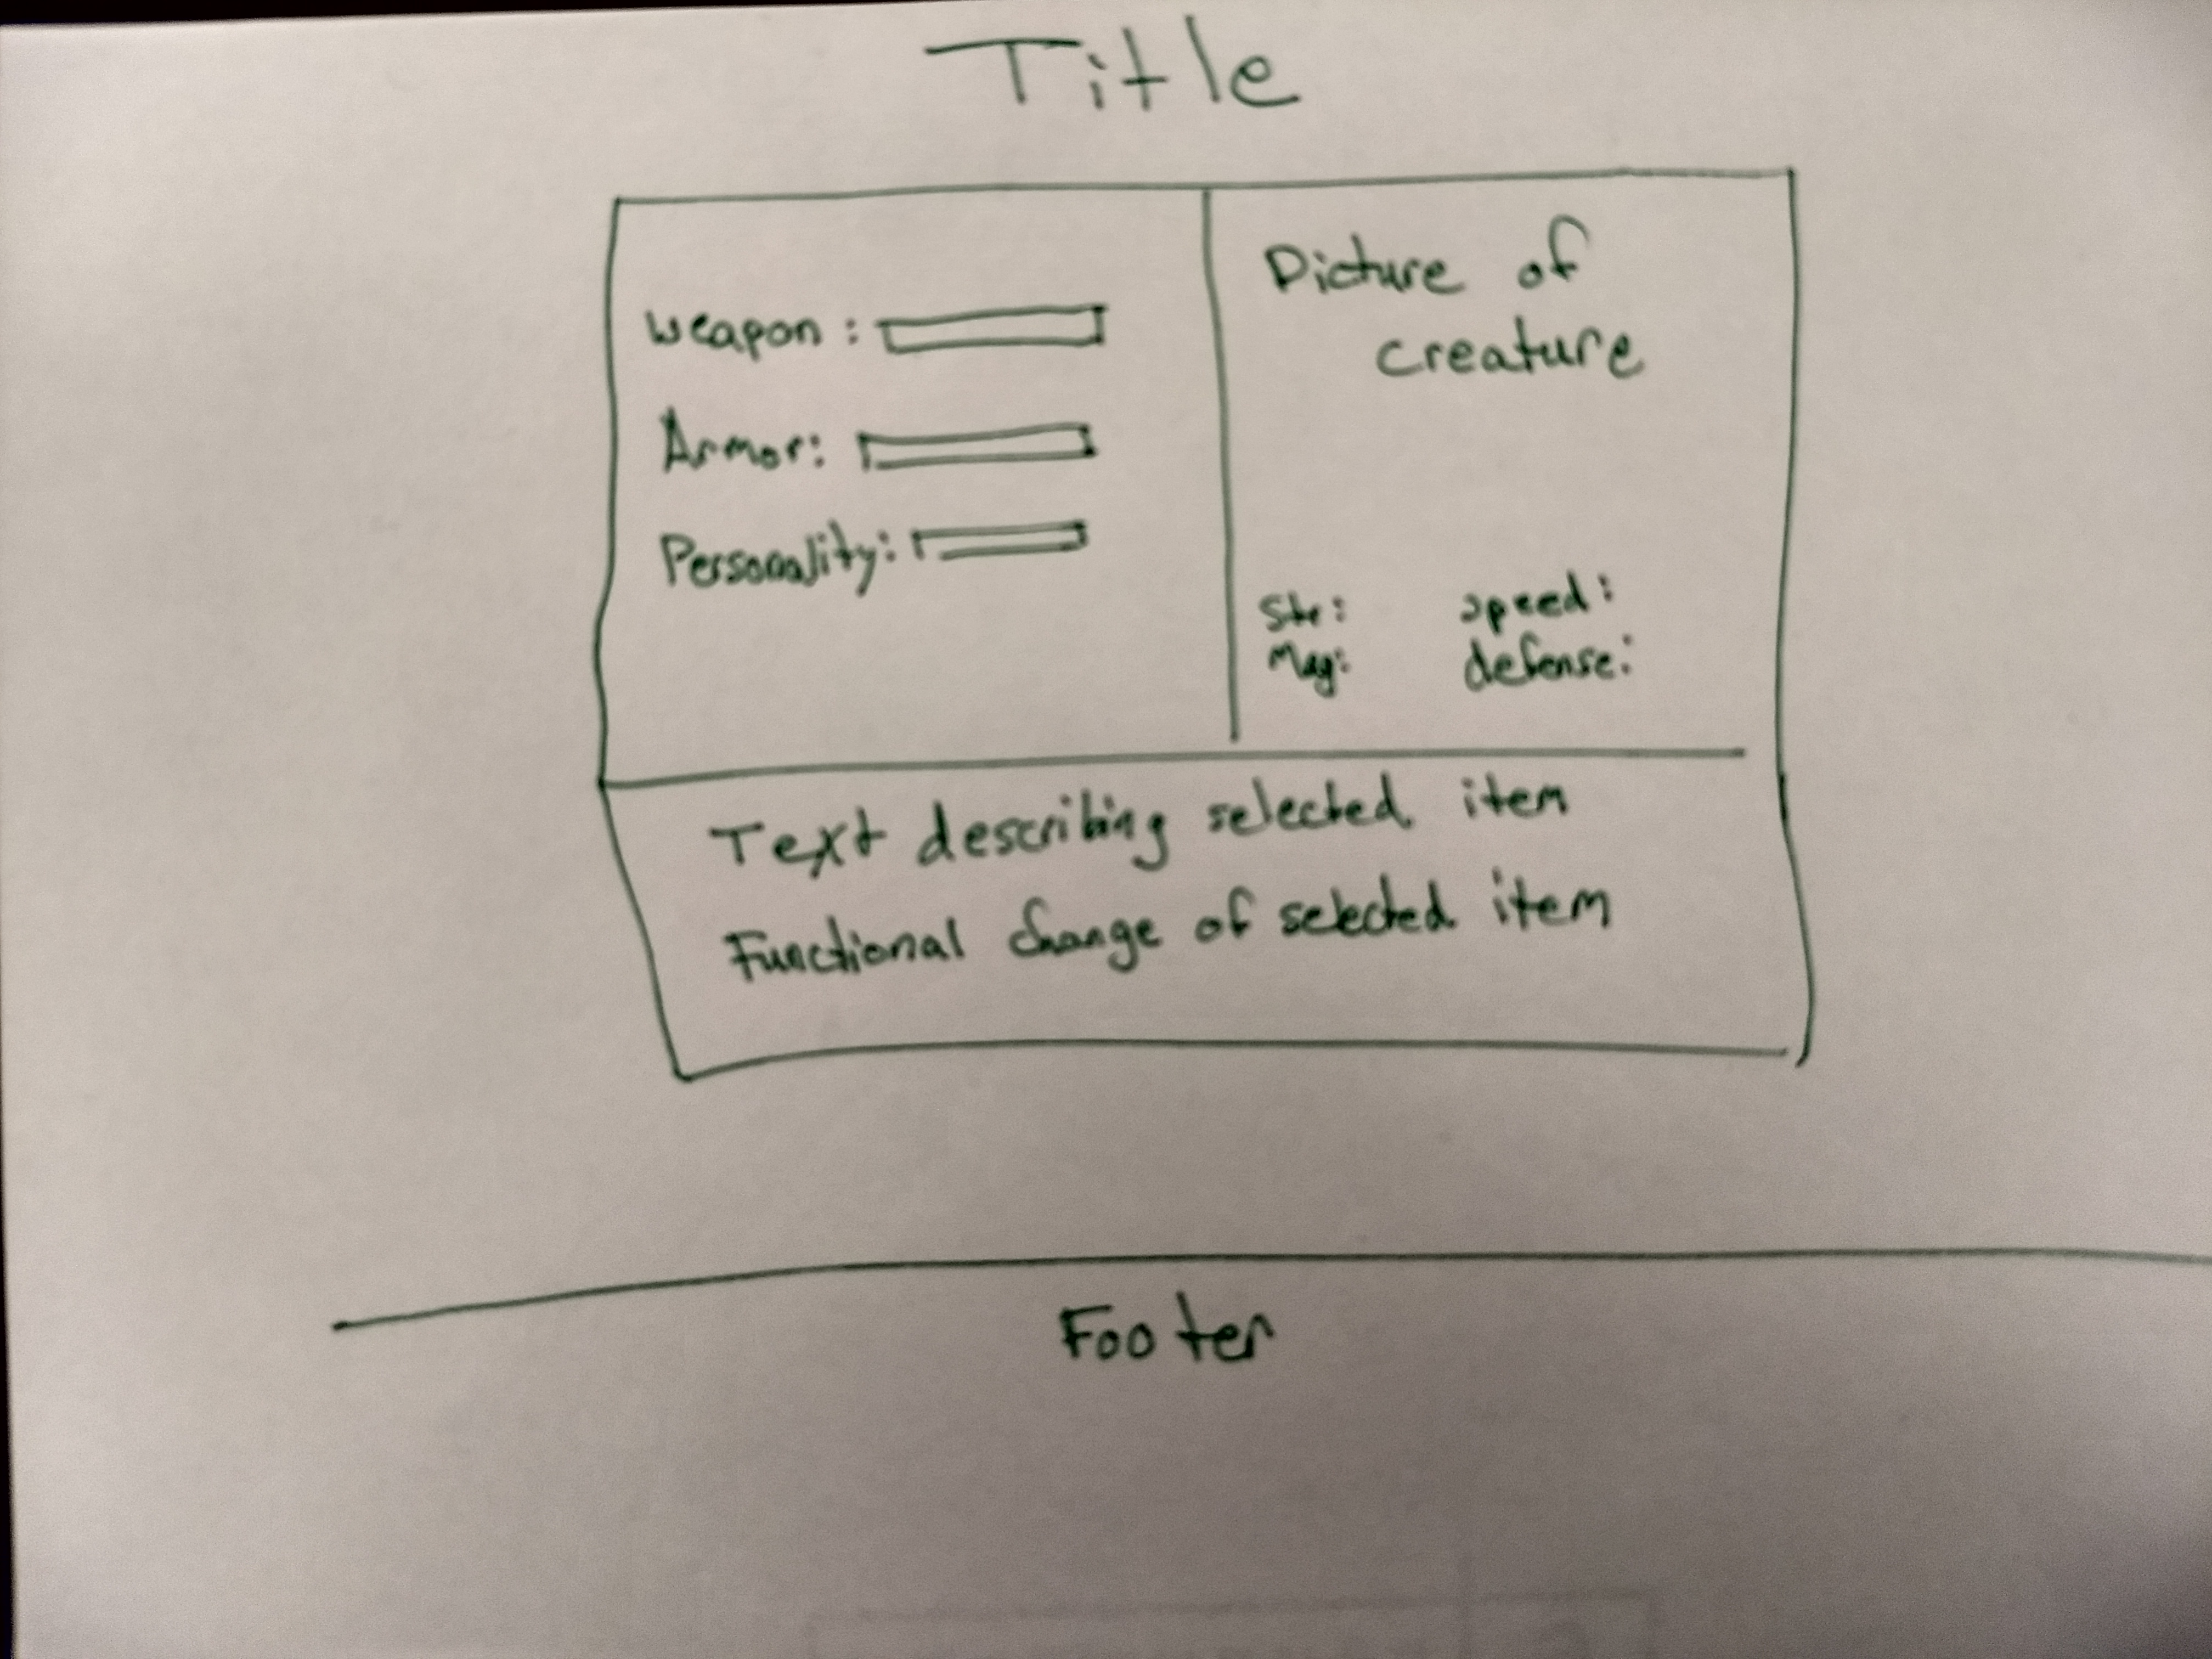 Title
Weapon :
Armor:
Personality:
Picture of
creature
Str: speed:
Mag: defense:
Text describing selected item
Functional change of selected item
Footer